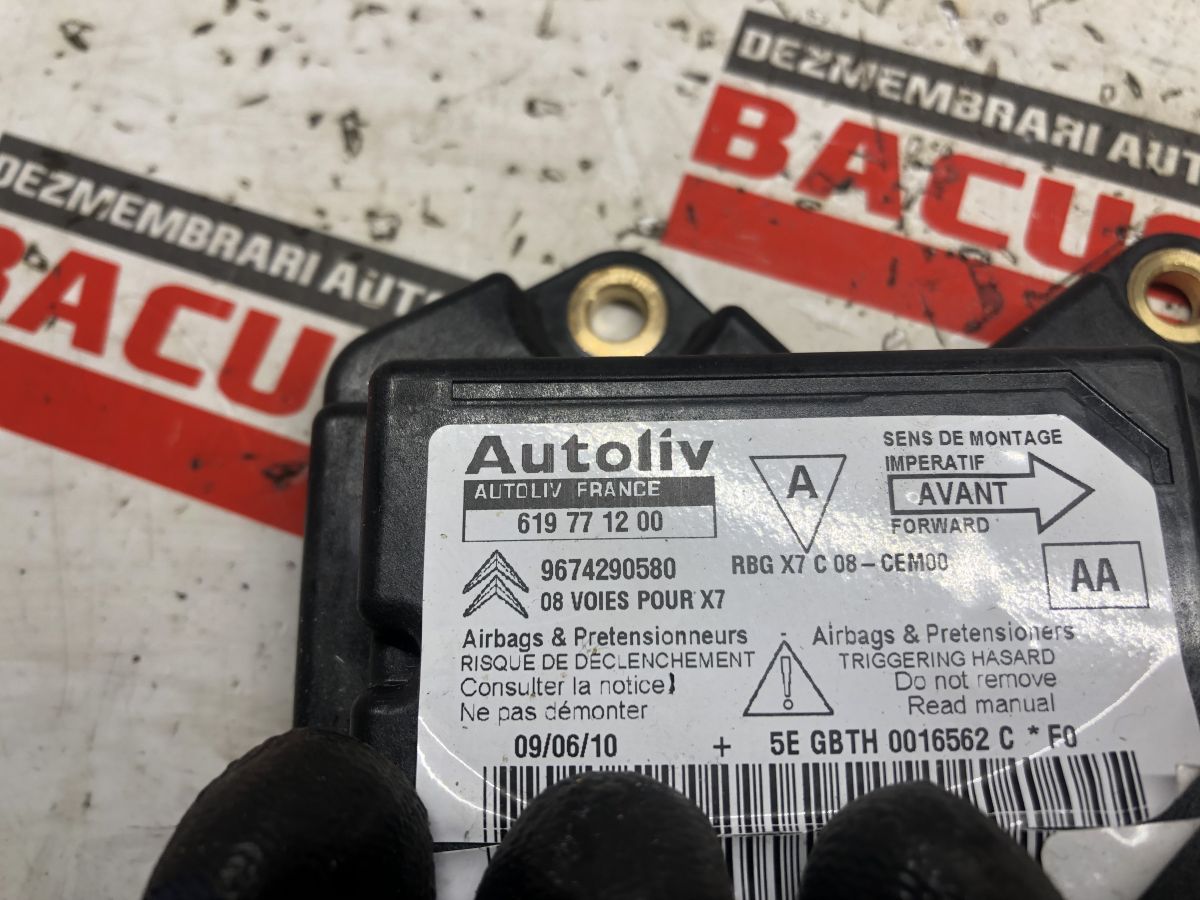 DEZMEMBRARI AUTO
BACU
DEZMEMBRARI AUTO
BACU
Autoliv
AUTOLIV FRANCE
619 77 12 00
A
SENS DE MONTAGE
IMPERATIF
AVANT
FORWARD
9674290580
RBG X7 C 08 - CEM00
08 VOIES POUR X7
AA
Airbags & Pretensionneurs
RISQUE DE DÉCLENCHEMENT
Consulter la notice!
Ne pas démonter
!
Airbags & Pretensioners
TRIGGERING HASARD
Do not remove
Read manual
09/06/10 + 5E GBTH 0016562 C * F0